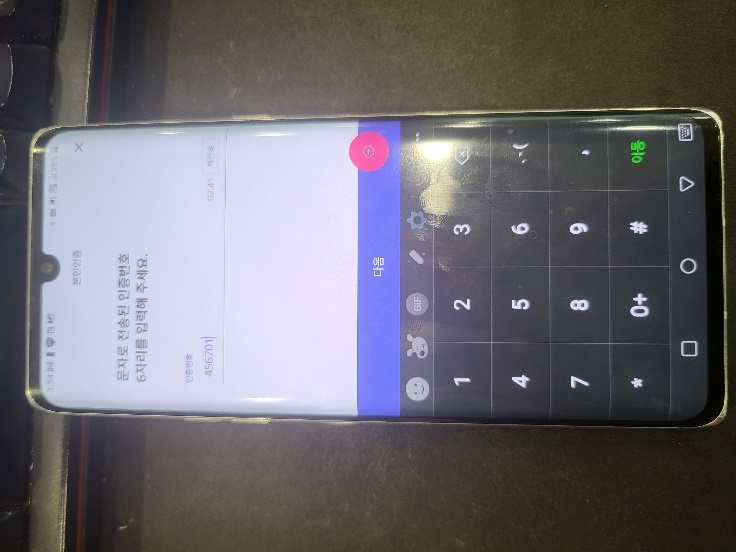 본인인증
문자로 전송된 인증번호
6자리를 입력해 주세요.
인증번호
456701
02:41
재전송
다음
GIF
1 2 3
4 5 6 .-(
7 8 9 ,
* 0+ # 이동